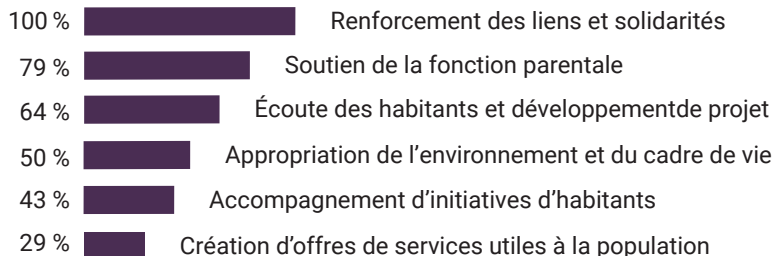 100 % Renforcement des liens et solidarités
79 % Soutien de la fonction parentale
64 % Écoute des habitants et développementde projet
50 % Appropriation de l’environnement et du cadre de vie
43 % Accompagnement d’initiatives d’habitants
29 % Création d’offres de services utiles à la population